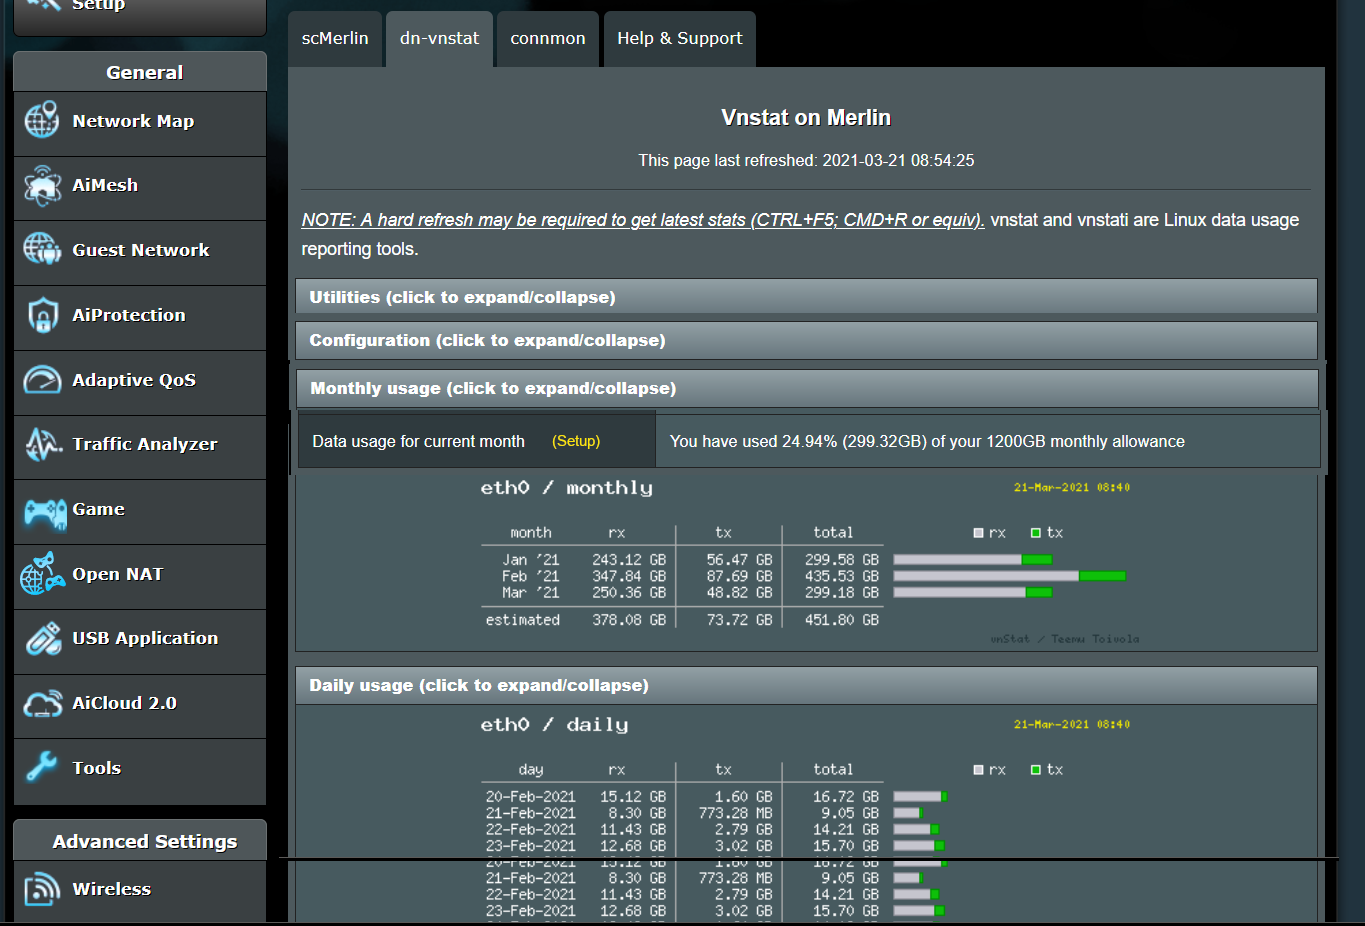 Setup
General
Network Map
AiMesh
Guest Network
AiProtection
Adaptive QoS
Traffic Analyzer
Game
Open NAT
USB Application
AiCloud 2.0
Tools
Advanced Settings
Wireless
scMerlin dn-vnstat connmon Help & Support
Vnstat on Merlin
This page last refreshed: 2021-03-21 08:54:25
NOTE: A hard refresh may be required to get latest stats (CTRL+F5; CMD+R or equiv). vnstat and vnstati are Linux data usage
reporting tools.
Utilities (click to expand/collapse)
Configuration (click to expand/collapse)
Monthly usage (click to expand/collapse)
Data usage for current month (Setup) You have used 24.94% (299.32GB) of your 1200GB monthly allowance
eth0 / monthly 21-Mar-2021 08:40
month rx tx total rx tx
Jan '21 243.12 GB 56.47 GB 299.58 GB
Feb '21 347.84 GB 87.69 GB 435.53 GB
Mar '21 250.36 GB 48.82 GB 299.18 GB
estimated 378.08 GB 73.72 GB 451.80 GB
vnStat / Teemu Toivola
Daily usage (click to expand/collapse)
eth0 / daily 21-Mar-2021 08:40
day rx tx total rx tx
20-Feb-2021 15.12 GB 1.60 GB 16.72 GB
21-Feb-2021 8.30 GB 773.28 MB 9.05 GB
22-Feb-2021 11.43 GB 2.79 GB 14.21 GB
23-Feb-2021 12.68 GB 3.02 GB 15.70 GB
20-Feb-2021 15.12 GB 1.60 GB 16.72 GB
21-Feb-2021 8.30 GB 773.28 MB 9.05 GB
22-Feb-2021 11.43 GB 2.79 GB 14.21 GB
23-Feb-2021 12.68 GB 3.02 GB 15.70 GB